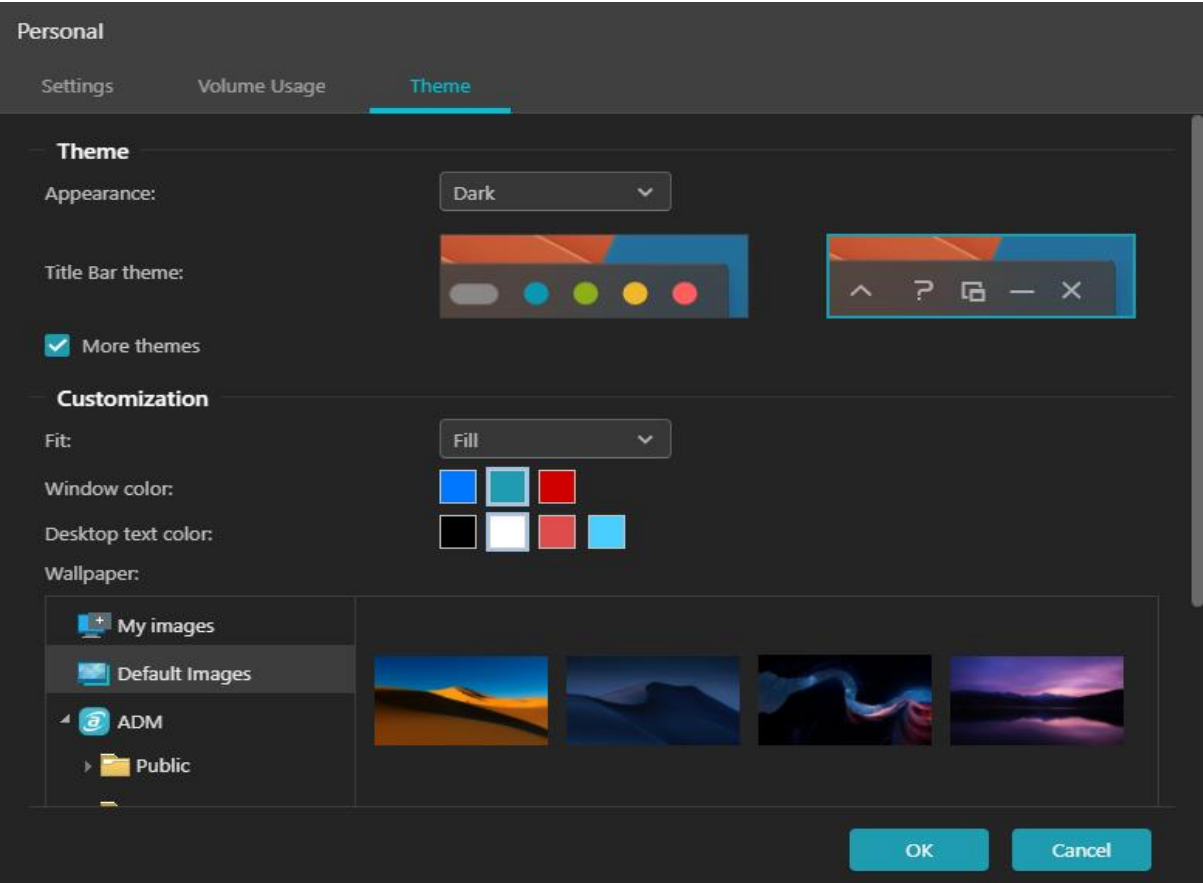 Personal
Settings Volume Usage Theme
Theme
Appearance: Dark
Title Bar theme:
More themes
Customization
Fit: Fill
Window color:
Desktop text color:
Wallpaper:
My images
Default Images
ADM
Public
OK Cancel